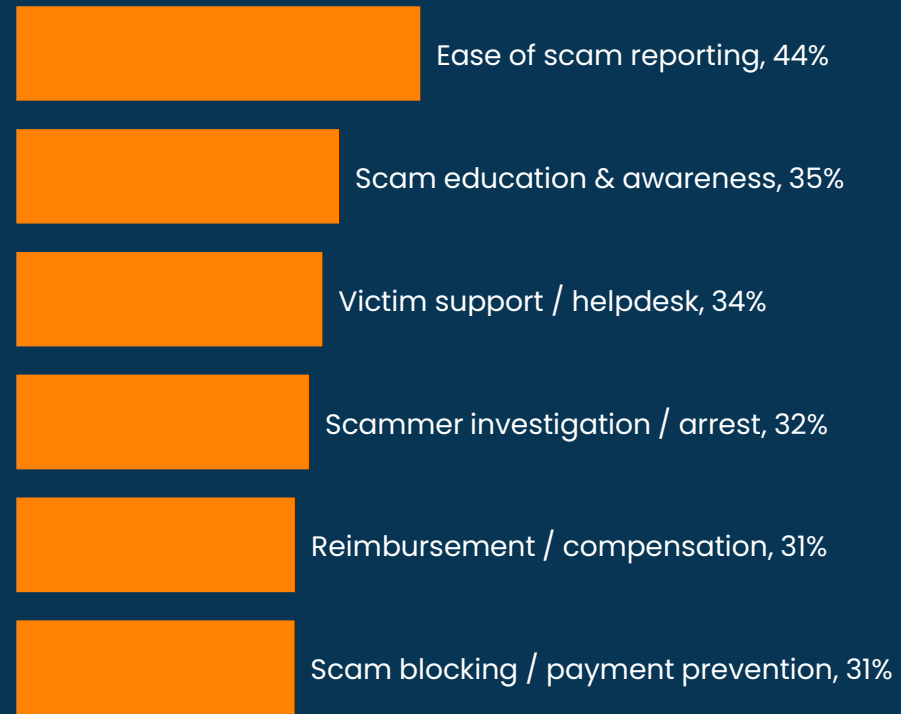 Ease of scam reporting, 44%
Scam education & awareness, 35%
Victim support / helpdesk, 34%
Scammer investigation / arrest, 32%
Reimbursement / compensation, 31%
Scam blocking / payment prevention, 31%